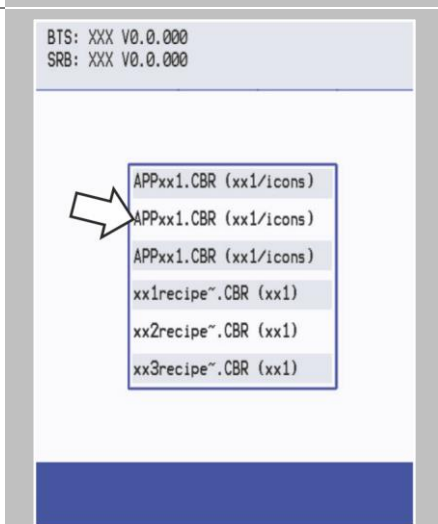 BTS: XXX V0.0.000
SRB: XXX V0.0.000
APPxx1.CBR (xx1/icons)
APPxx1.CBR (xx1/icons)
APPxx1.CBR (xx1/icons)
xx1recipe~.CBR (xx1)
xx2recipe~.CBR (xx1)
xx3recipe~.CBR (xx1)